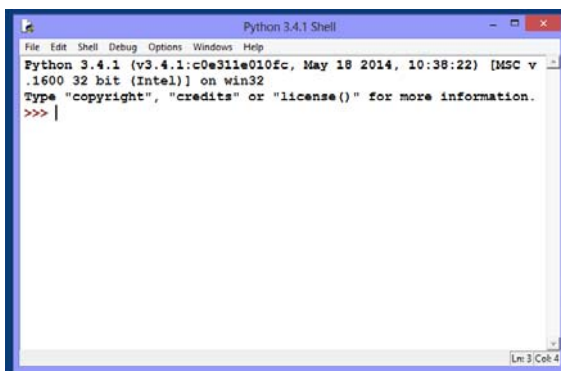 Python 3.4.1 Shell
File Edit Shell Debug Options Windows Help
Python 3.4.1 (v3.4.1:c0e311e010fc, May 18 2014, 10:38:22) [MSC v
.1600 32 bit (Intel)] on win32
Type "copyright", "credits" or "license()" for more information.
>>>
Ln: 3 Col: 4